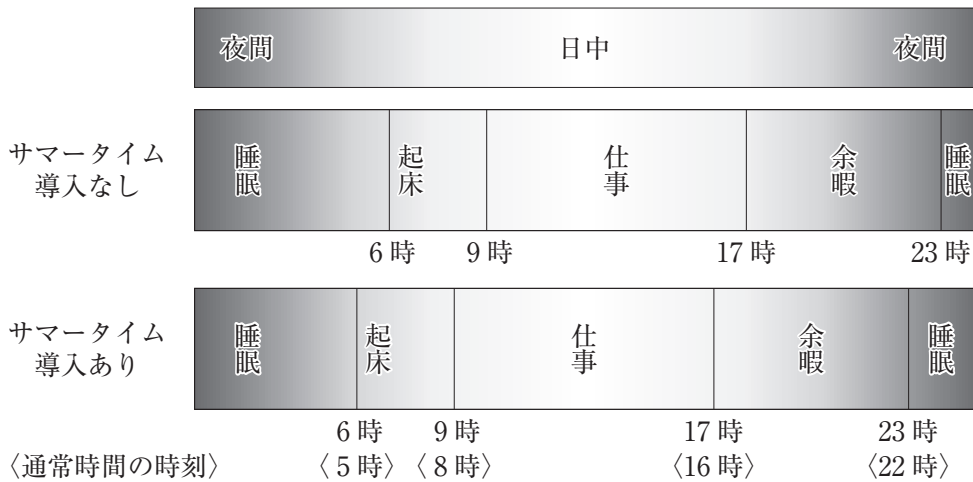 夜間 日中 夜間
サマータイム
導入なし
睡眠 起床 仕事 余暇 睡眠
6時 9時 17時 23時
サマータイム
導入あり
睡眠 起床 仕事 余暇 睡眠
6時 9時 17時 23時
〈通常時間の時刻〉 〈5時〉 〈8時〉 〈16時〉 〈22時〉